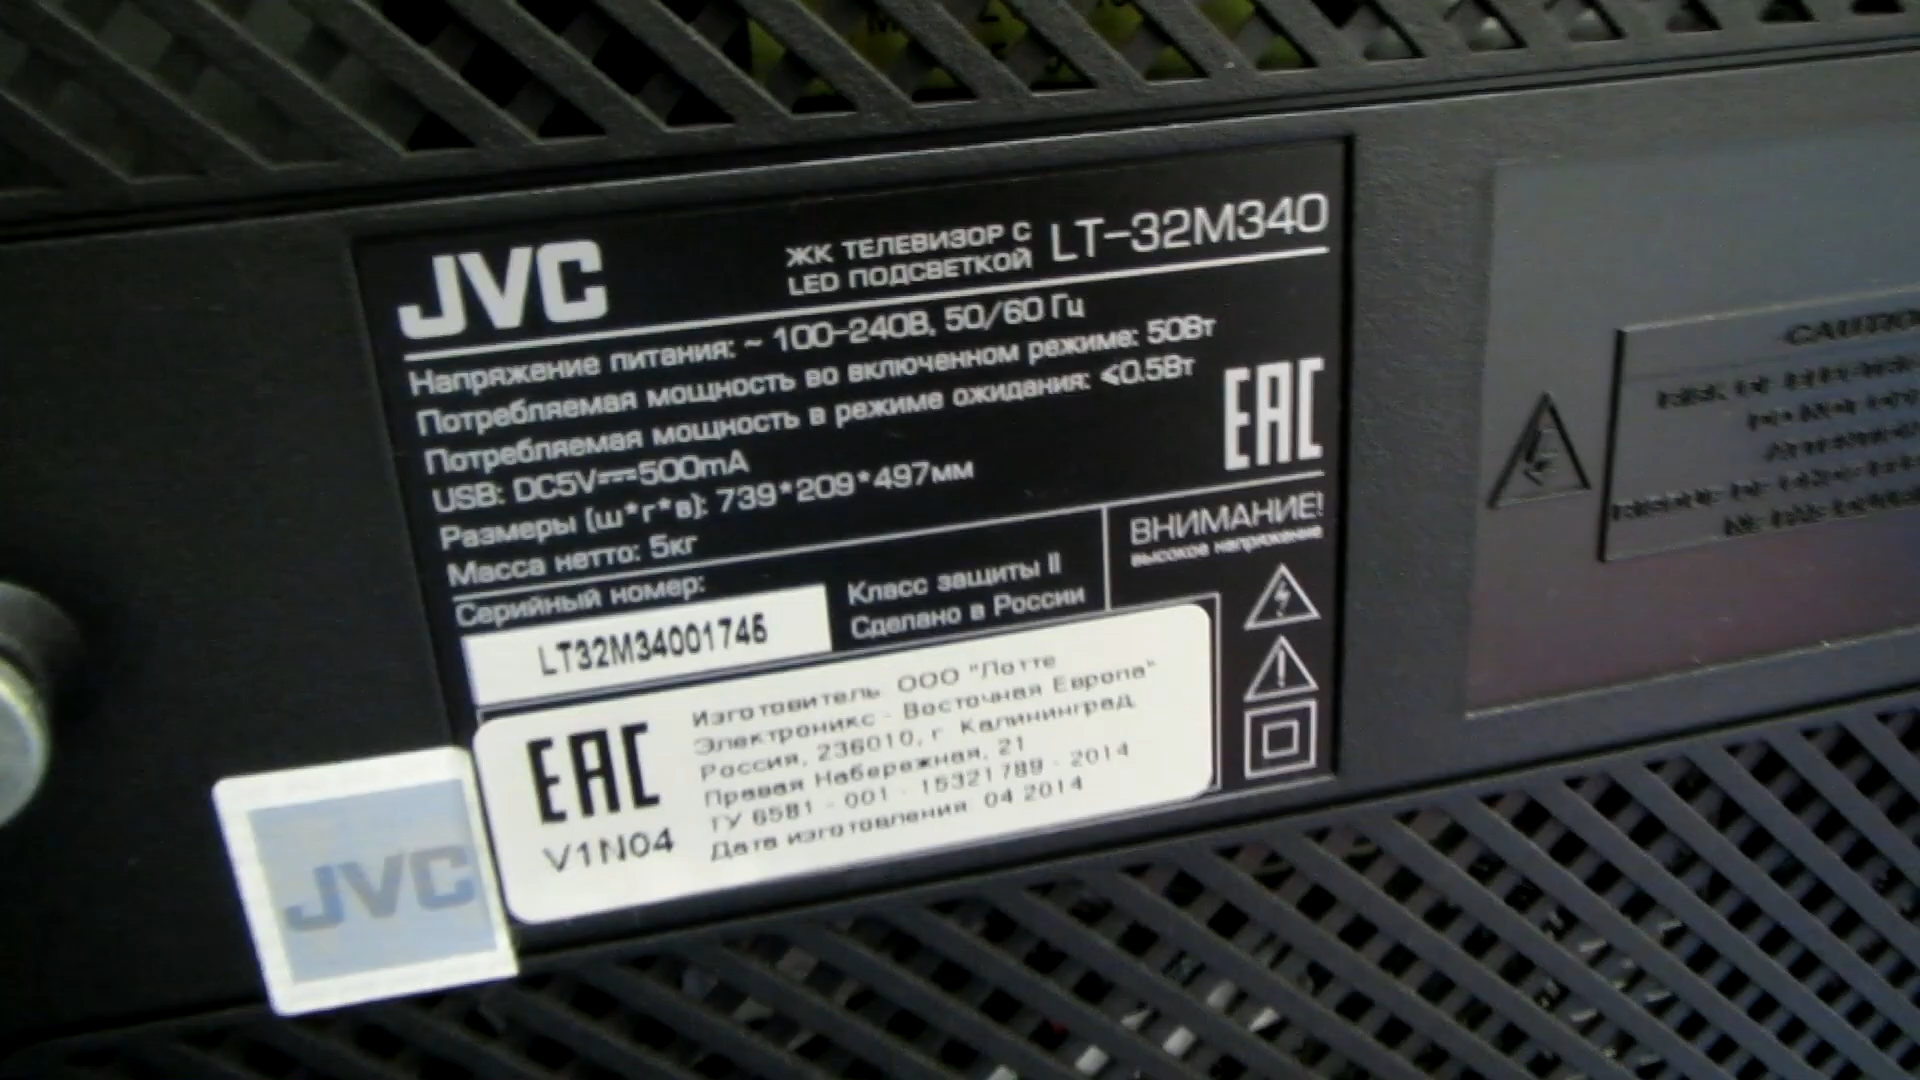 JVC
ЖК ТЕЛЕВИЗОР С
LED ПОДСВЕТКОЙ
LT-32M340
Напряжение питания: ~ 100-240В, 50/60 Гц
Потребляемая мощность во включенном режиме: 50Вт
Потребляемая мощность в режиме ожидания: ⩽0.5Вт
USB: DC5V⎓500mA
Размеры (ш*г*в): 739*209*497мм
Масса нетто: 5кг
EAC
Серийный номер:
LT32M34001746
Класс защиты II
Сделано в России
ВНИМАНИЕ!
высокое напряжение
EAC
V1N04
Изготовитель ООО "Лотте
Электроникс - Восточная Европа"
Россия, 236010, г Калининград,
Правая Набережная, 21
ТУ 6581 - 001 - 15321789 - 2014
Дата изготовления 04 2014
JVC
CAUTIO